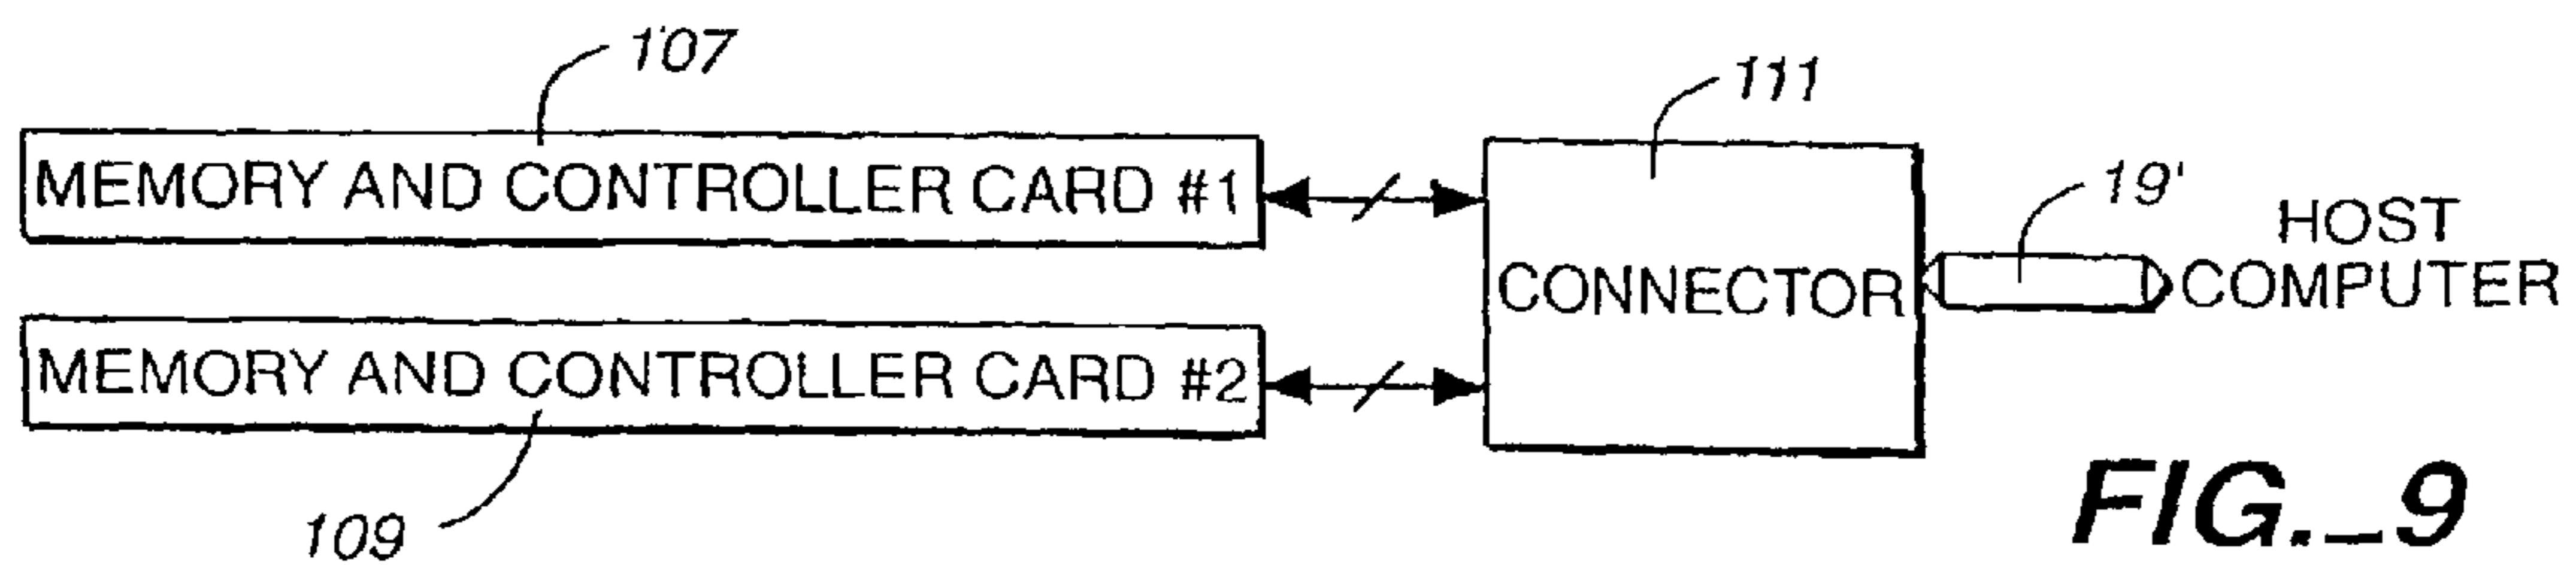 107
111
MEMORY AND CONTROLLER CARD #1
19'
HOST
COMPUTER
CONNECTOR
MEMORY AND CONTROLLER CARD #2
109
FIG._9